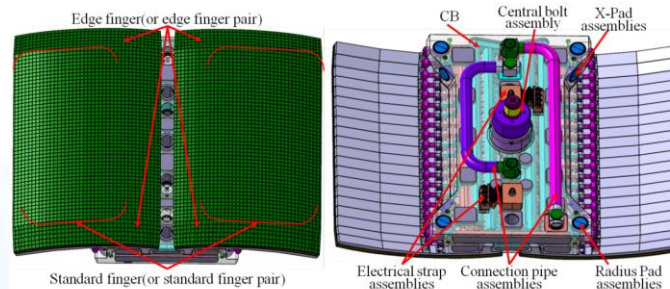 Edge finger(or edge finger pair)
Standard finger(or standard finger pair)
CB
Central bolt
assembly
X-Pad
assemblies
Electrical strap
assemblies
Connection pipe
assemblies
Radius Pad
assemblies